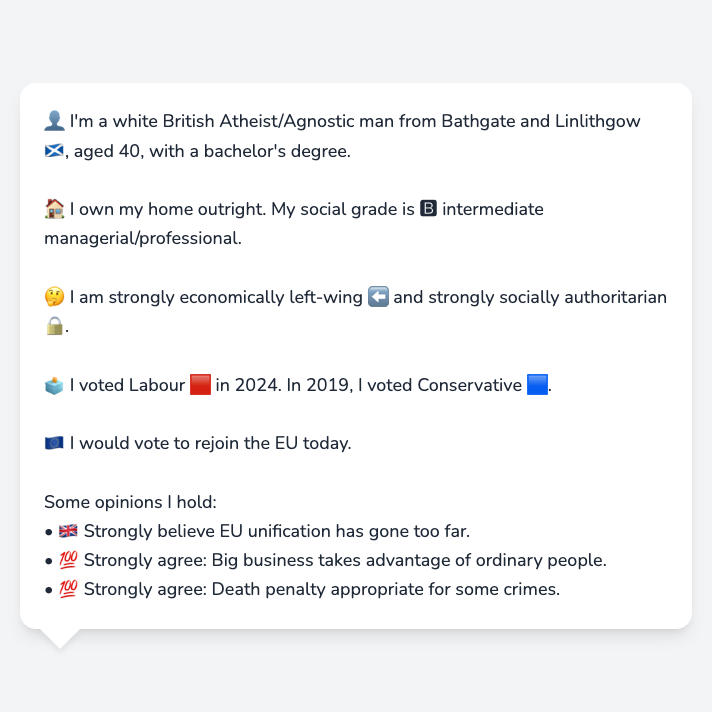 👤 I'm a white British Atheist/Agnostic man from Bathgate and Linlithgow
🏴󠁧󠁢󠁳󠁣󠁴󠁿, aged 40, with a bachelor's degree.
🏠 I own my home outright. My social grade is 🅱 intermediate
managerial/professional.
🤔 I am strongly economically left-wing ⬅️ and strongly socially authoritarian
🔒.
🗳️ I voted Labour 🟥 in 2024. In 2019, I voted Conservative 🟦.
🇪🇺 I would vote to rejoin the EU today.
Some opinions I hold:
• 🇬🇧 Strongly believe EU unification has gone too far.
• 💯 Strongly agree: Big business takes advantage of ordinary people.
• 💯 Strongly agree: Death penalty appropriate for some crimes.